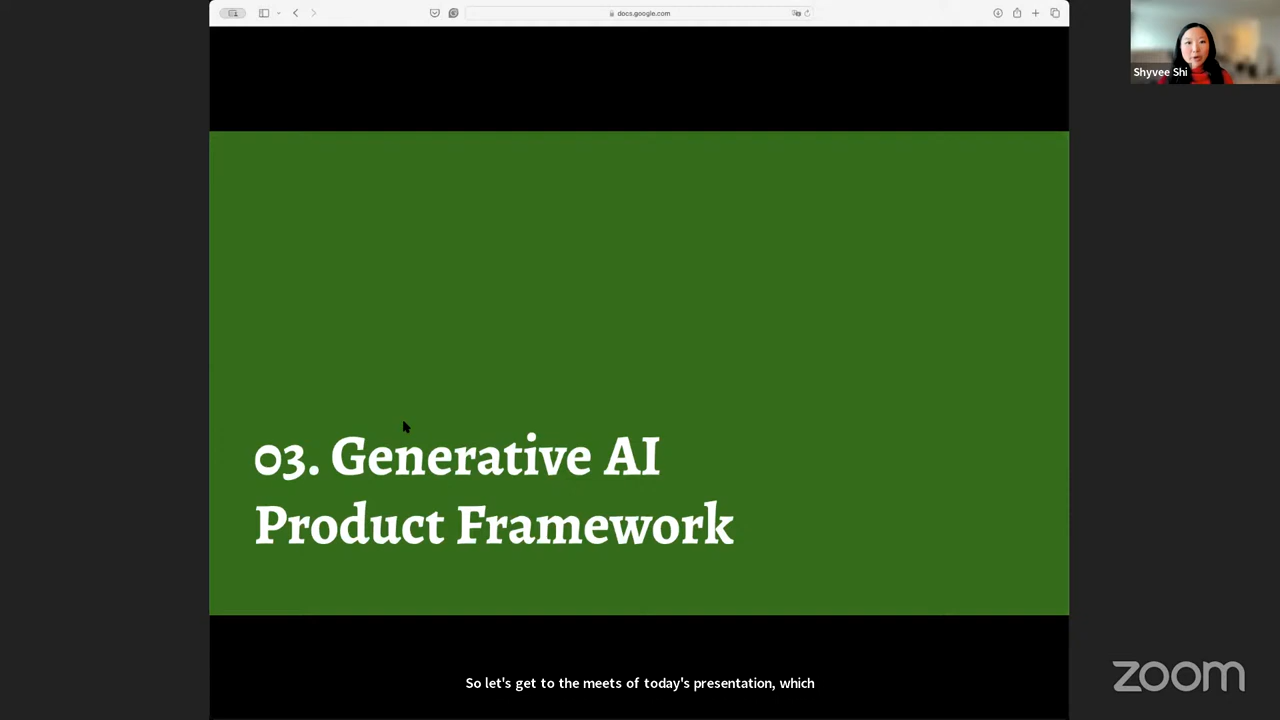 docs.google.com
Shyvee Shi
03. Generative AI
Product Framework
So let's get to the meets of today's presentation, which
zoom